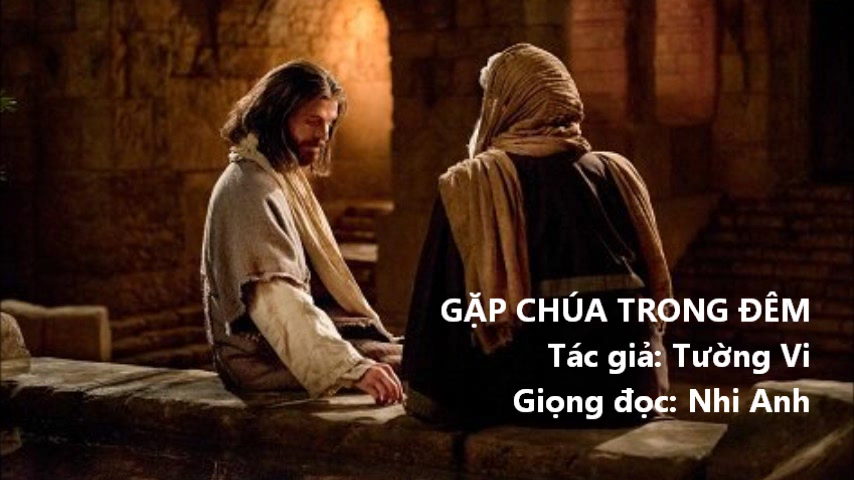 GẶP CHÚA TRONG ĐÊM
Tác giả: Tường Vi
Giọng đọc: Nhi Anh